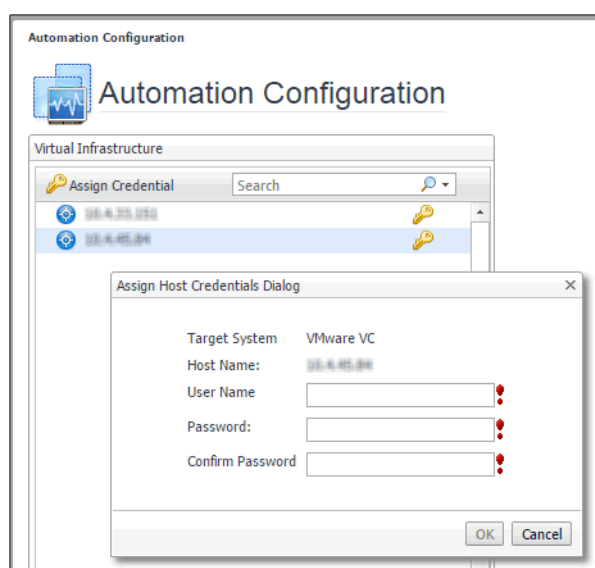 Automation Configuration
Automation Configuration
Virtual Infrastructure
Assign Credential
Search
Assign Host Credentials Dialog
Target System VMware VC
Host Name:
User Name
Password:
Confirm Password
OK Cancel